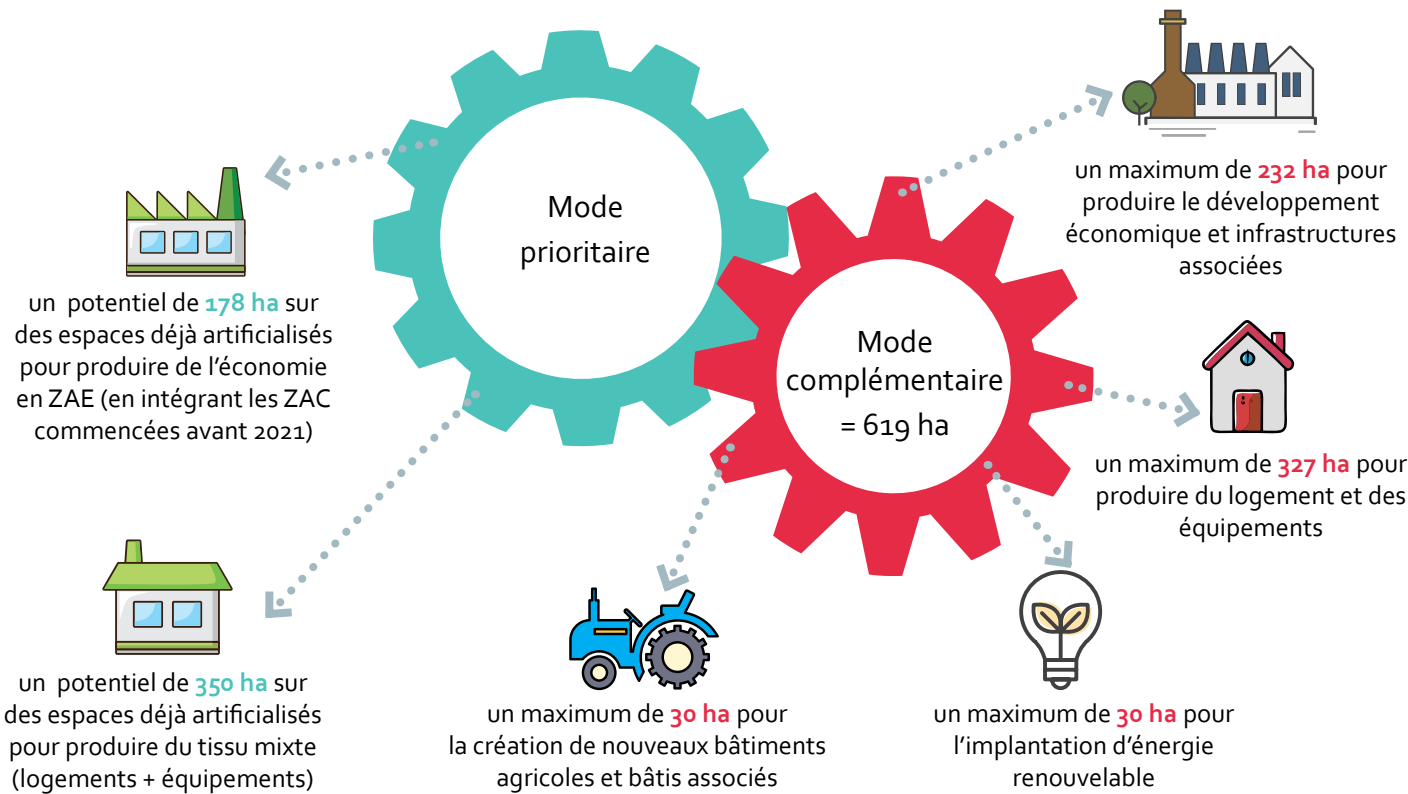 Mode
prioritaire
un potentiel de 178 ha sur
des espaces déjà artificialisés
pour produire de l'économie
en ZAE (en intégrant les ZAC
commencées avant 2021)
un potentiel de 350 ha sur
des espaces déjà artificialisés
pour produire du tissu mixte
(logements + équipements)
Mode
complémentaire
= 619 ha
un maximum de 232 ha pour
produire le développement
économique et infrastructures
associées
un maximum de 327 ha pour
produire du logement et des
équipements
un maximum de 30 ha pour
la création de nouveaux bâtiments
agricoles et bâtis associés
un maximum de 30 ha pour
l'implantation d'énergie
renouvelable